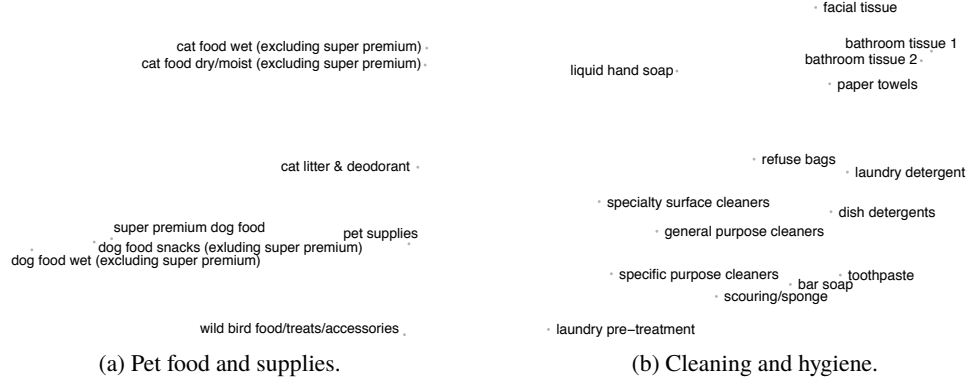 cat food wet (excluding super premium)
cat food dry/moist (excluding super premium)
cat litter & deodorant
super premium dog food
pet supplies
dog food snacks (exluding super premium)
dog food wet (excluding super premium)
wild bird food/treats/accessories
(a) Pet food and supplies.
facial tissue
bathroom tissue 1
bathroom tissue 2
liquid hand soap
paper towels
refuse bags
laundry detergent
specialty surface cleaners
dish detergents
general purpose cleaners
specific purpose cleaners
toothpaste
bar soap
scouring/sponge
laundry pre−treatment
(b) Cleaning and hygiene.